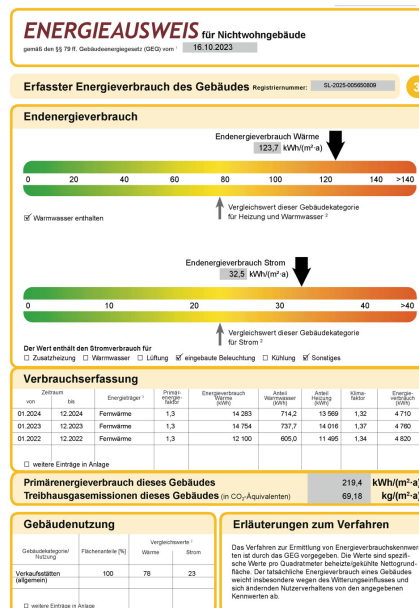 ENERGIEAUSWEIS für Nichtwohngebäude
gemäß den §§ 79 ff. Gebäudeenergiegesetz (GEG) vom ¹ 16.10.2023
Erfasster Energieverbrauch des Gebäudes Registriernummer: SL-2025-005650809 3
Endenergieverbrauch
Endenergieverbrauch Wärme
123,7 kWh/(m²·a)
0 20 40 60 80 100 120 140 >140
Warmwasser enthalten
Vergleichswert dieser Gebäudekategorie
für Heizung und Warmwasser ²
Endenergieverbrauch Strom
32,5 kWh/(m²·a)
0 10 20 30 40 >40
Vergleichswert dieser Gebäudekategorie
für Strom ²
Der Wert enthält den Stromverbrauch für
Zusatzheizung Warmwasser Lüftung eingebaute Beleuchtung Kühlung Sonstiges
Verbrauchserfassung
Zeitraum
von bis
Energieträger ³
Primär-
energie-
faktor
Energieverbrauch
Wärme
(kWh)
Anteil
Warmwasser
(kWh)
Anteil
Heizung
(kWh)
Klima-
faktor
Energie-
verbrauch
(kWh)
01.2024 12.2024 Fernwärme 1,3 14 283 714,2 13 569 1,32 4 710
01.2023 12.2023 Fernwärme 1,3 14 754 737,7 14 016 1,37 4 760
01.2022 12.2022 Fernwärme 1,3 12 100 605,0 11 495 1,34 4 820
weitere Einträge in Anlage
Primärenergieverbrauch dieses Gebäudes 219,4 kWh/(m²·a)
Treibhausgasemissionen dieses Gebäudes (in CO₂-Äquivalenten) 69,18 kg/(m²·a)
Gebäudenutzung
Gebäudekategorie/
Nutzung
Flächenanteile [%]
Vergleichswerte ²
Wärme Strom
Verkaufsstätten
(allgemein)
100 78 23
weitere Einträge in Anlage
Erläuterungen zum Verfahren
Das Verfahren zur Ermittlung von Energieverbrauchskennwer-
ten ist durch das GEG vorgegeben. Die Werte sind spezifi-
sche Werte pro Quadratmeter beheizte/gekühlte Nettogrund-
fläche. Der tatsächliche Energieverbrauch eines Gebäudes
weicht insbesondere wegen des Witterungseinflusses und
sich ändernden Nutzerverhaltens von den angegebenen
Kennwerten ab.